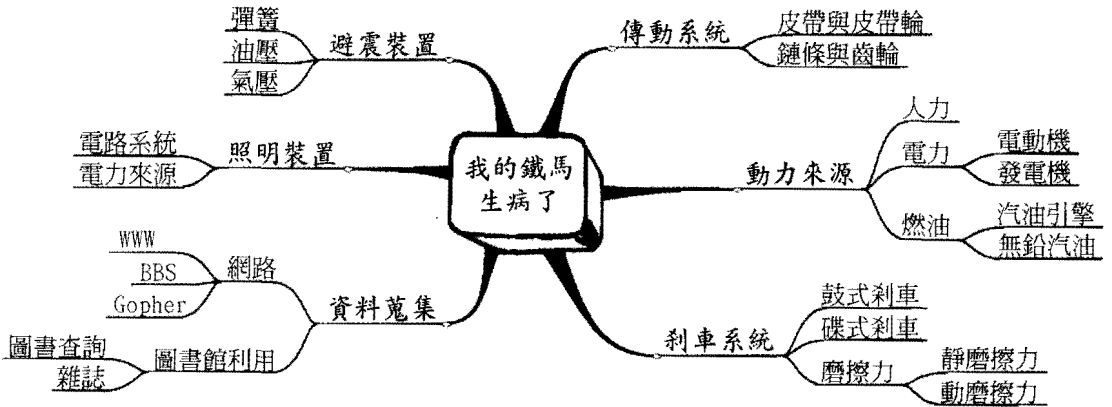 我的鐵馬
生病了
傳動系統
皮帶與皮帶輪
鏈條與齒輪
動力來源
人力
電力
電動機
發電機
燃油
汽油引擎
無鉛汽油
剎車系統
鼓式剎車
碟式剎車
磨擦力
靜磨擦力
動磨擦力
避震裝置
彈簧
油壓
氣壓
照明裝置
電路系統
電力來源
資料蒐集
網路
WWW
BBS
Gopher
圖書館利用
圖書查詢
雜誌